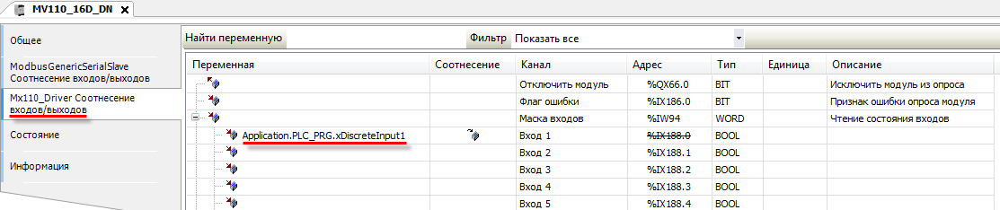 MV110_16D_DN
Общее
ModbusGenericSerialSlave
Соотнесение входов/выходов
Mx110_Driver Соотнесение
входов/выходов
Состояние
Информация
Найти переменную Фильтр Показать все
Переменная Соотнесение Канал Адрес Тип Единица Описание
Отключить модуль %QX66.0 BIT Исключить модуль из опроса
Флаг ошибки %IX186.0 BIT Признак ошибки опроса модуля
Маска входов %IW94 WORD Чтение состояния входов
Application.PLC_PRG.xDiscreteInput1 Вход 1 %IX188.0 BOOL
Вход 2 %IX188.1 BOOL
Вход 3 %IX188.2 BOOL
Вход 4 %IX188.3 BOOL
Вход 5 %IX188.4 BOOL